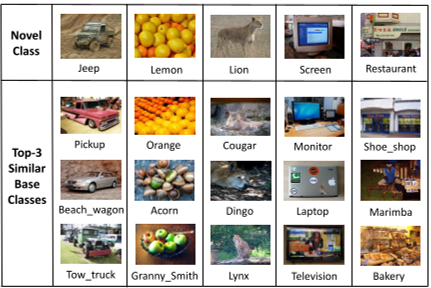 Novel
Class
Jeep Lemon Lion Screen Restaurant
Top-3
Similar
Base
Classes
Pickup Orange Cougar Monitor Shoe_shop
Beach_wagon Acorn Dingo Laptop Marimba
Tow_truck Granny_Smith Lynx Television Bakery